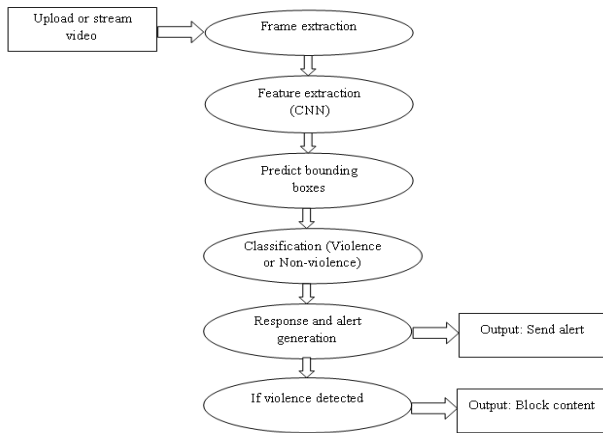 Upload or stream
video
Frame extraction
Feature extraction
(CNN)
Predict bounding
boxes
Classification (Violence
or Non-violence)
Response and alert
generation
Output: Send alert
If violence detected
Output: Block content